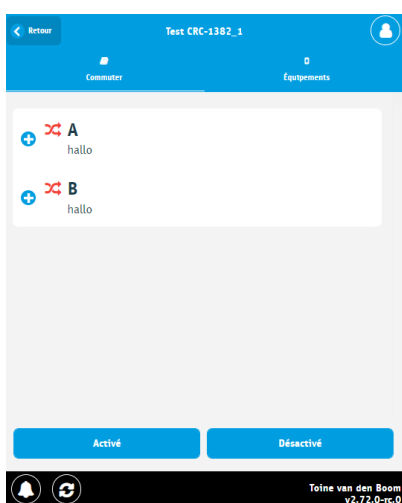 Retour
Test CRC-1382_1
Commuter
0
Équipements
A
hallo
B
hallo
Activé
Désactivé
Toine van den Boom
v2.72.0-rc.0